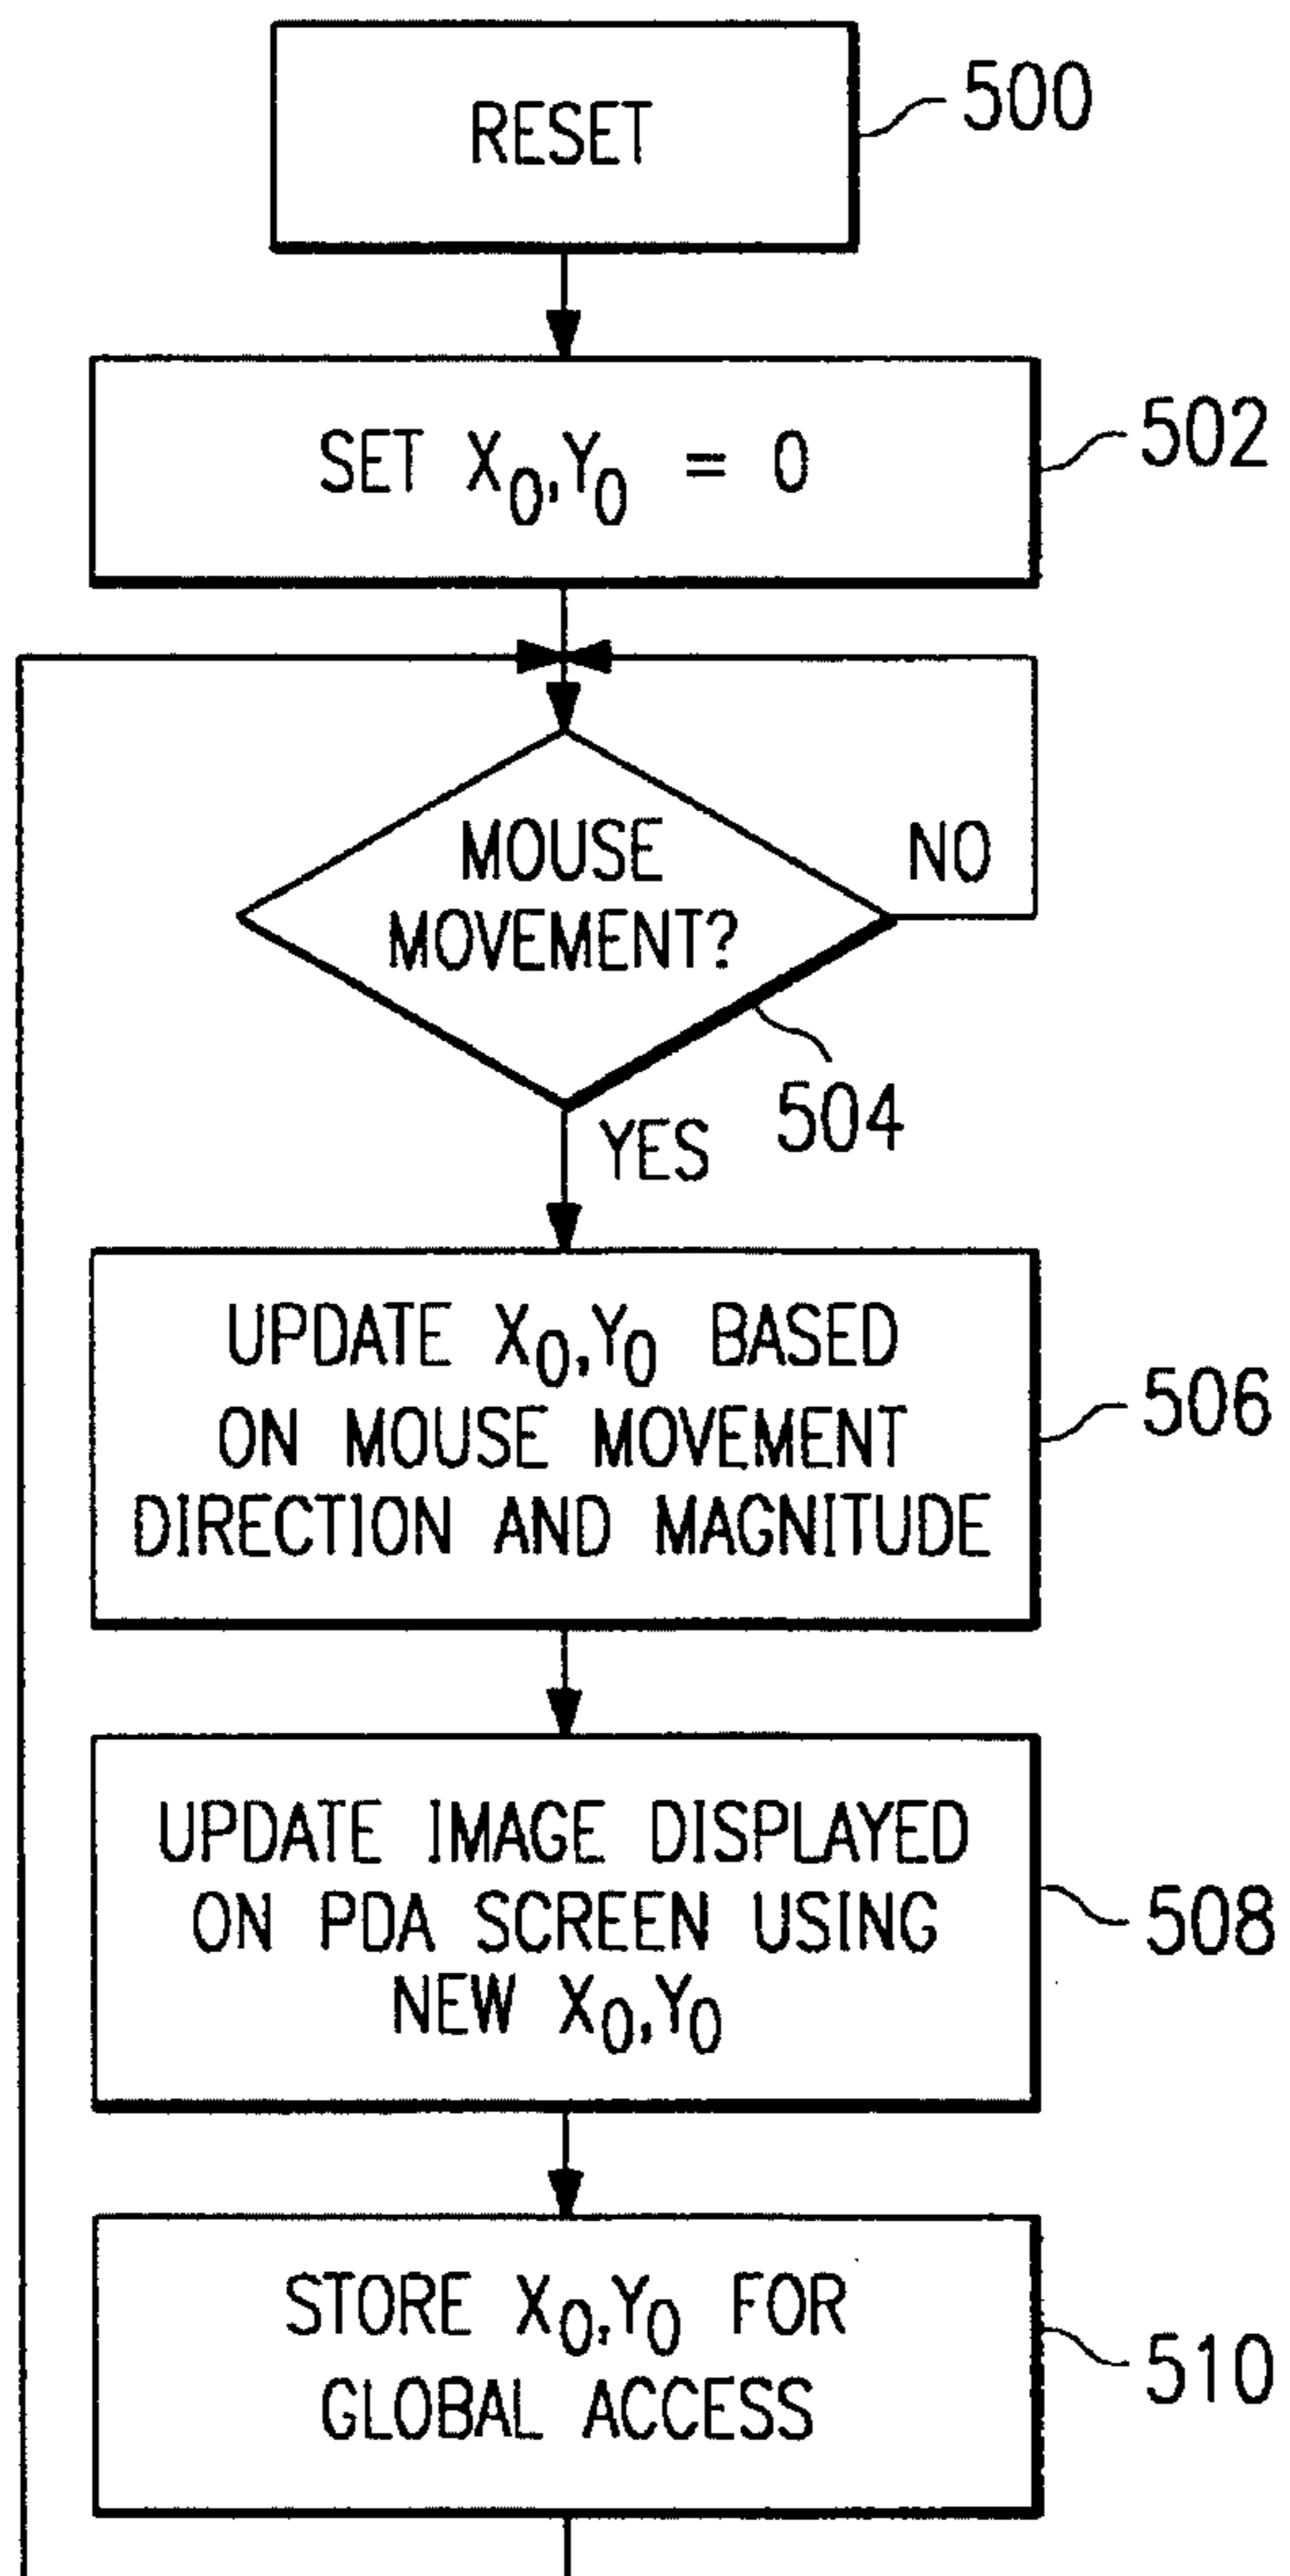 RESET
500
SET X₀,Y₀ = 0
502
MOUSE
MOVEMENT?
NO
504
YES
UPDATE X₀,Y₀ BASED
ON MOUSE MOVEMENT
DIRECTION AND MAGNITUDE
506
UPDATE IMAGE DISPLAYED
ON PDA SCREEN USING
NEW X₀,Y₀
508
STORE X₀,Y₀ FOR
GLOBAL ACCESS
510